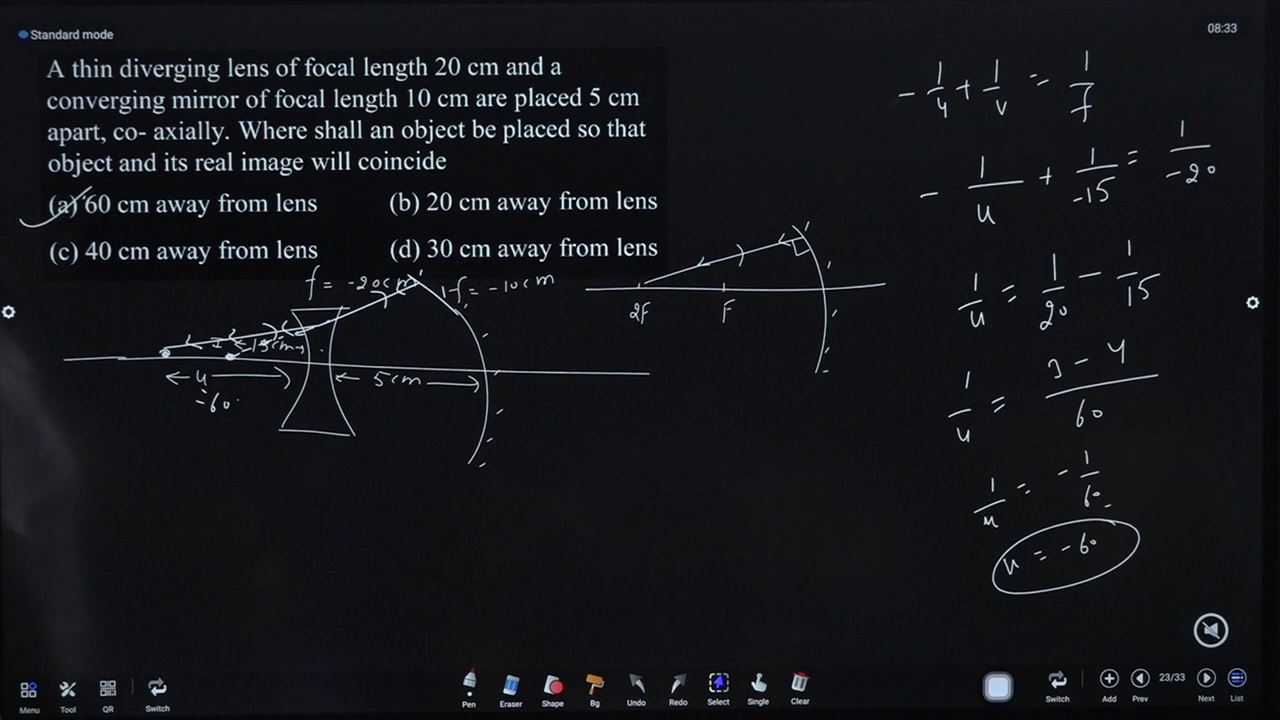 Standard mode
08:33
A thin diverging lens of focal length 20 cm and a
converging mirror of focal length 10 cm are placed 5 cm
apart, co- axially. Where shall an object be placed so that
object and its real image will coincide
(a) 60 cm away from lens
(b) 20 cm away from lens
(c) 40 cm away from lens
(d) 30 cm away from lens
f = -20cm
f = -10cm
-15cm
u
-60
5cm
2F
F
- 1/u + 1/v = 1/f
- 1/u + 1/-15 = 1/-20
1/u = 1/20 - 1/15
1/u = 3 - 4 / 60
1/u = - 1/60
u = -60
Menu
Tool
QR
Switch
Pen
Eraser
Shape
Bg
Undo
Redo
Select
Single
Clear
Switch
Add
Prev
23/33
Next
List